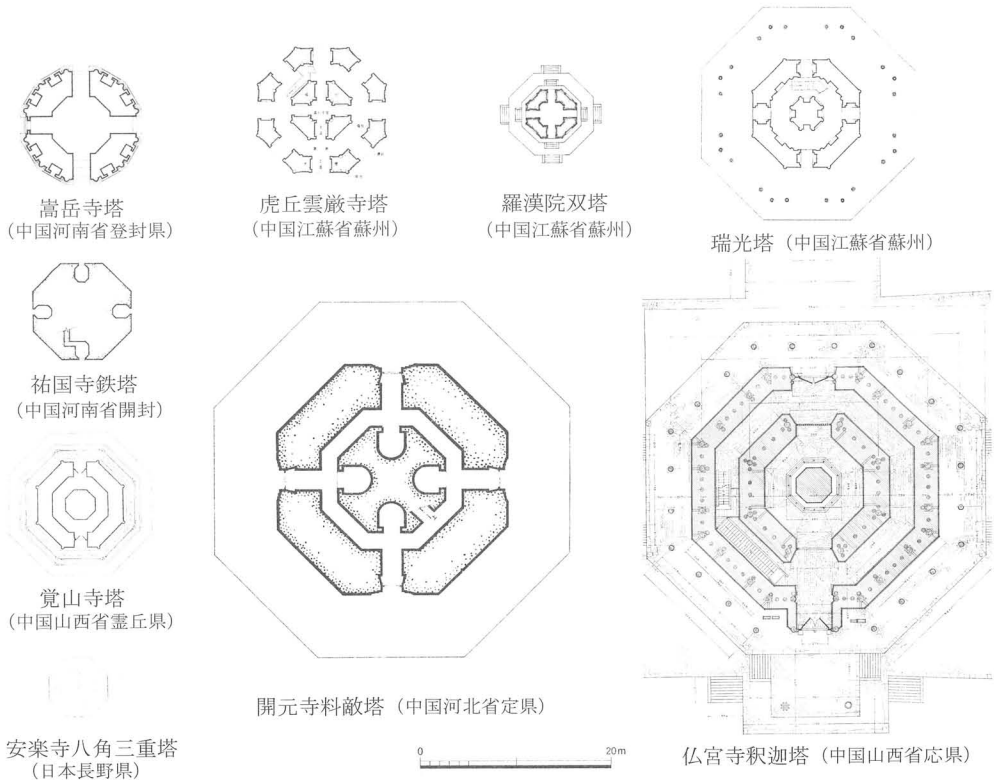 嵩岳寺塔
(中国河南省登封県)
虎丘雲厳寺塔
(中国江蘇省蘇州)
羅漢院双塔
(中国江蘇省蘇州)
瑞光塔 (中国江蘇省蘇州)
祐国寺鉄塔
(中国河南省開封)
覚山寺塔
(中国山西省霊丘県)
安楽寺八角三重塔
(日本長野県)
開元寺料敵塔 (中国河北省定県)
0 20m
仏宮寺釈迦塔 (中国山西省応県)